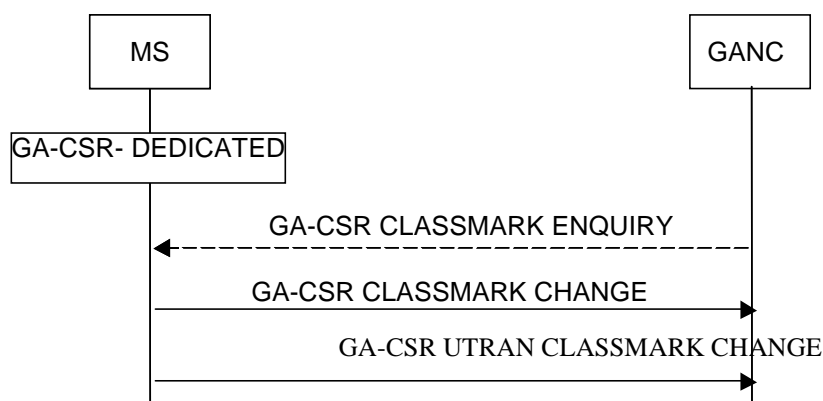 MS
GANC
GA-CSR- DEDICATED
GA-CSR CLASSMARK ENQUIRY
GA-CSR CLASSMARK CHANGE
GA-CSR UTRAN CLASSMARK CHANGE